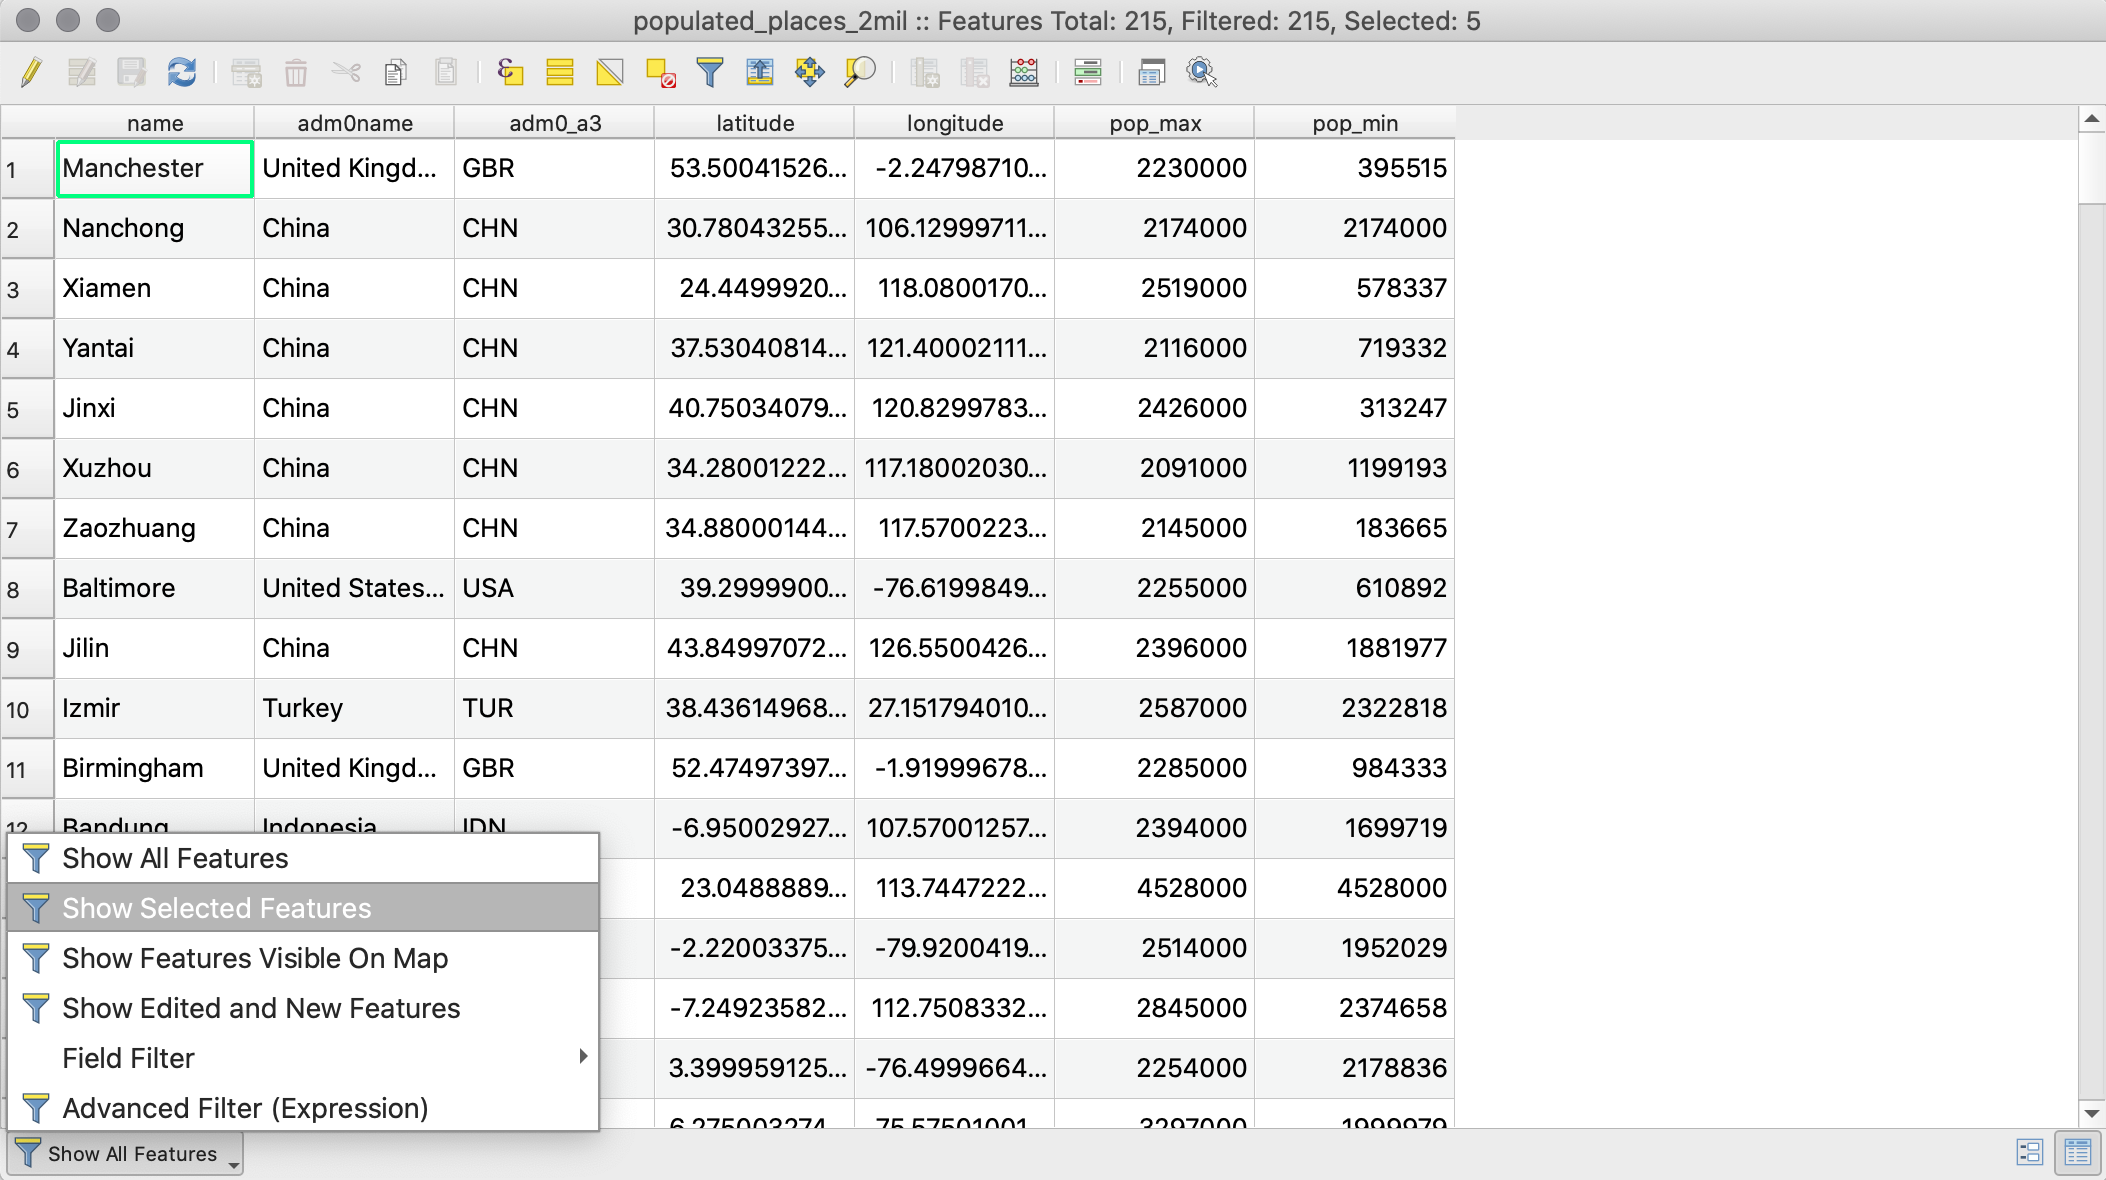 populated_places_2mil :: Features Total: 215, Filtered: 215, Selected: 5
name adm0name adm0_a3 latitude longitude pop_max pop_min
1 Manchester United Kingd... GBR 53.50041526... -2.24798710... 2230000 395515
2 Nanchong China CHN 30.78043255... 106.12999711... 2174000 2174000
3 Xiamen China CHN 24.4499920... 118.0800170... 2519000 578337
4 Yantai China CHN 37.53040814... 121.40002111... 2116000 719332
5 Jinxi China CHN 40.75034079... 120.8299783... 2426000 313247
6 Xuzhou China CHN 34.28001222... 117.18002030... 2091000 1199193
7 Zaozhuang China CHN 34.88000144... 117.5700223... 2145000 183665
8 Baltimore United States... USA 39.2999900... -76.6199849... 2255000 610892
9 Jilin China CHN 43.84997072... 126.5500426... 2396000 1881977
10 Izmir Turkey TUR 38.43614968... 27.151794010... 2587000 2322818
11 Birmingham United Kingd... GBR 52.47497397... -1.91999678... 2285000 984333
12 Bandung Indonesia IDN -6.95002927... 107.57001257... 2394000 1699719
Show All Features
23.0488889... 113.7447222... 4528000 4528000
Show Selected Features
-2.22003375... -79.9200419... 2514000 1952029
Show Features Visible On Map
-7.24923582... 112.7508332... 2845000 2374658
Show Edited and New Features
3.399959125... -76.4999664... 2254000 2178836
Field Filter
Advanced Filter (Expression)
6.275003274... 75.57501001... 3297000 1999979
Show All Features